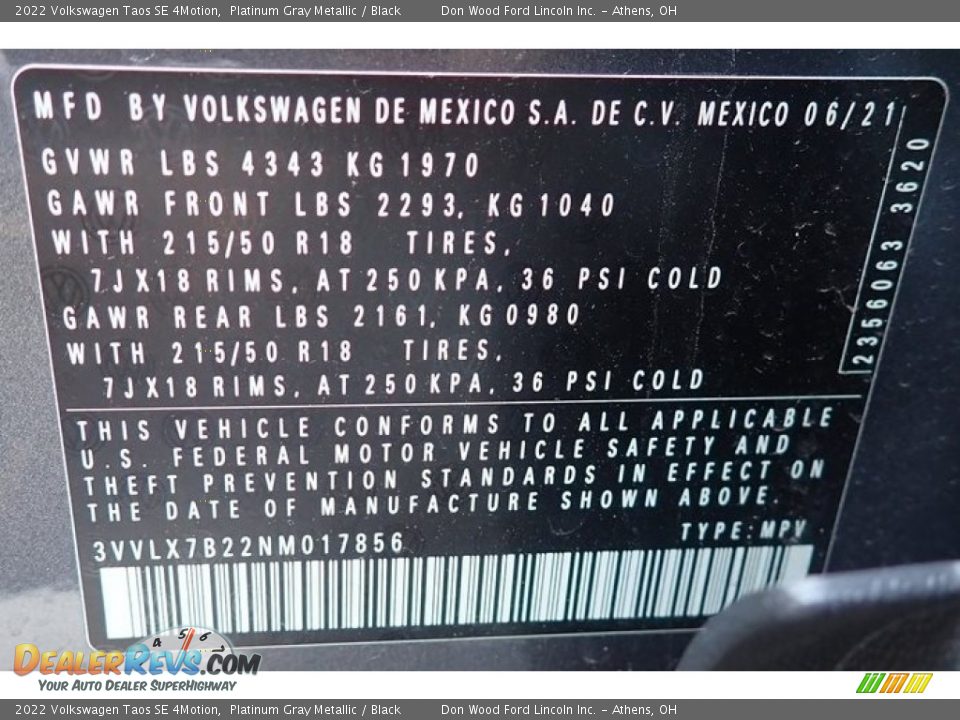 2022 Volkswagen Taos SE 4Motion, Platinum Gray Metallic / Black Don Wood Ford Lincoln Inc. - Athens, OH
MFD BY VOLKSWAGEN DE MEXICO S.A. DE C.V. MEXICO 06/21
GVWR LBS 4343 KG 1970
GAWR FRONT LBS 2293, KG 1040
WITH 215/50 R18 TIRES,
7JX18 RIMS, AT 250 KPA, 36 PSI COLD
GAWR REAR LBS 2161, KG0980
WITH 215/50 R18 TIRES,
7JX18 RIMS, AT 250 KPA, 36 PSI COLD
2356063 3620
THIS VEHICLE CONFORMS TO ALL APPLICABLE
U.S. FEDERAL MOTOR VEHICLE SAFETY AND
THEFT PREVENTION STANDARDS IN EFFECT ON
THE DATE OF MANUFACTURE SHOWN ABOVE.
TYPE: MPV
3VVLX7B22NM017856
4 5 6 7
DEALERREVS.COM
YOUR AUTO DEALER SUPERHIGHWAY
2022 Volkswagen Taos SE 4Motion, Platinum Gray Metallic / Black Don Wood Ford Lincoln Inc. - Athens, OH